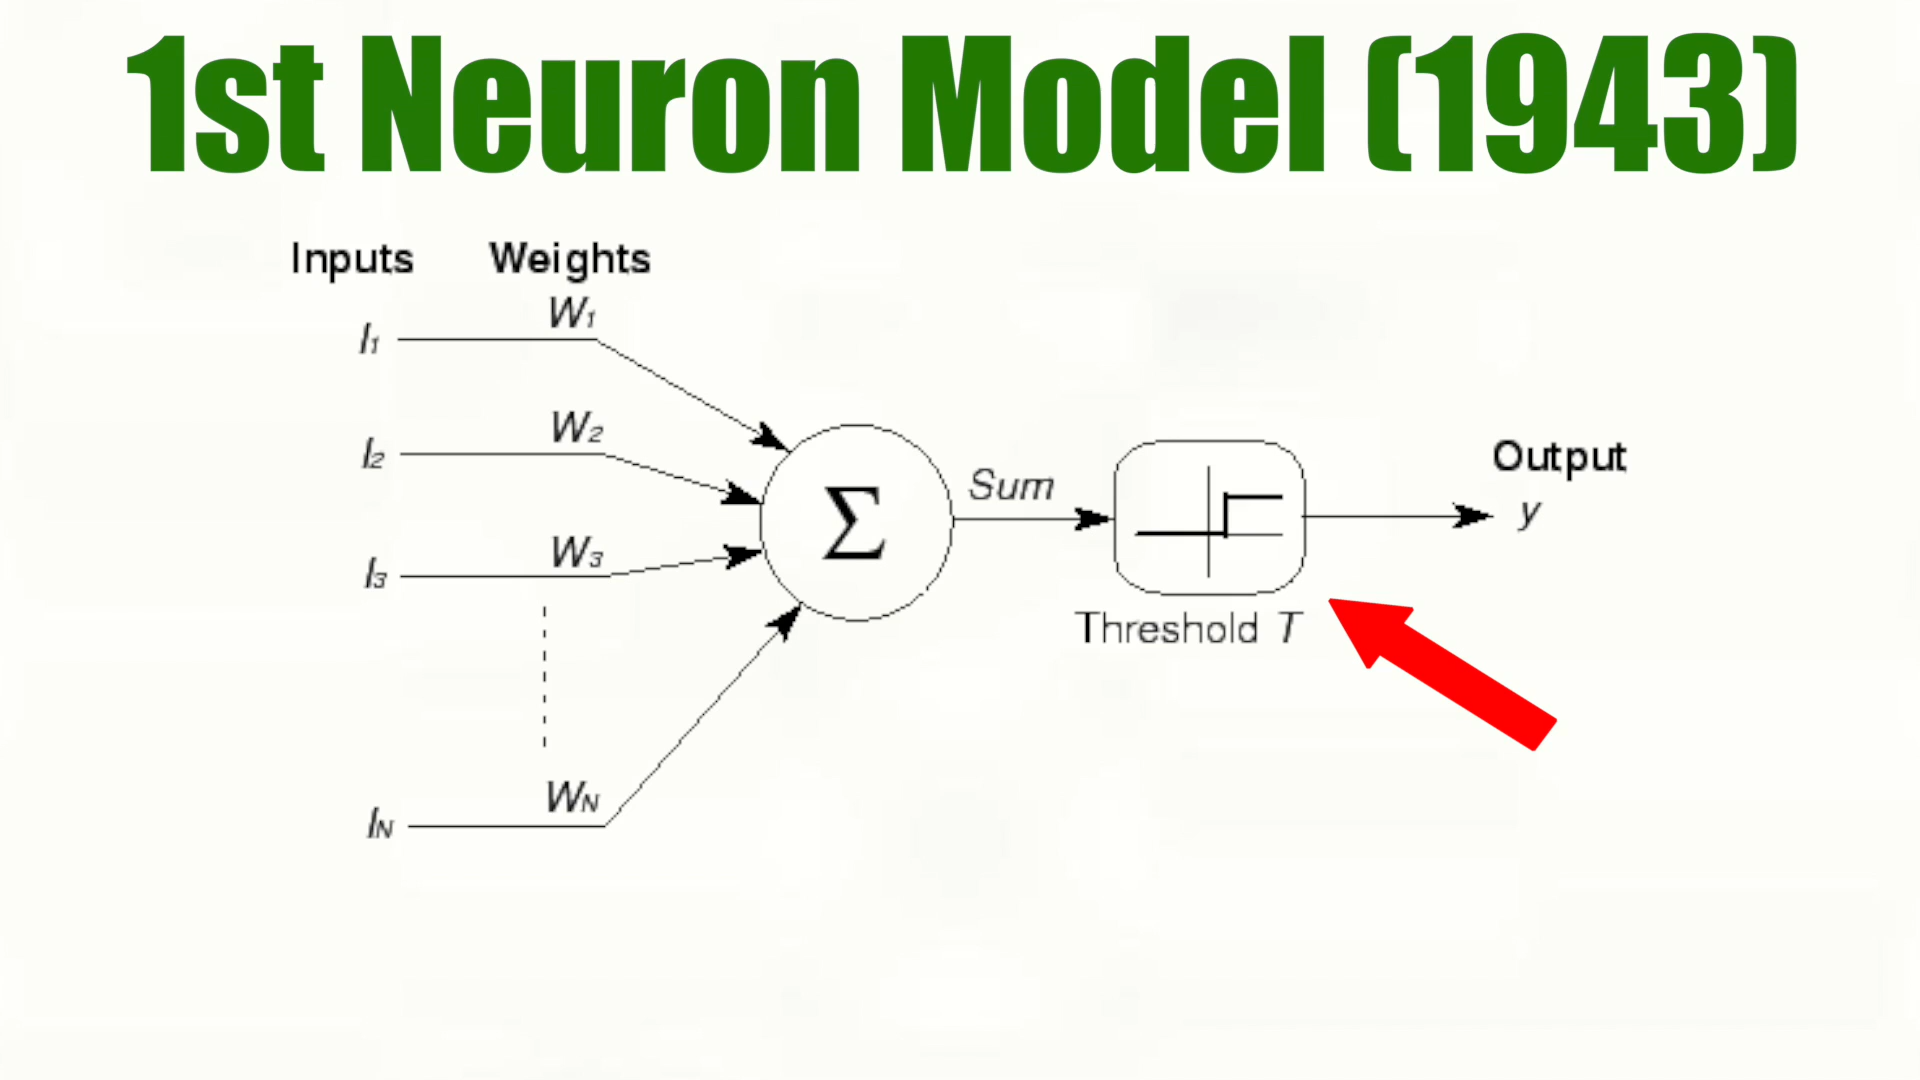 1st Neuron Model (1943)
Inputs Weights
W1
I1
W2
I2
W3
I3
WN
IN
Σ
Sum
Threshold T
Output
y